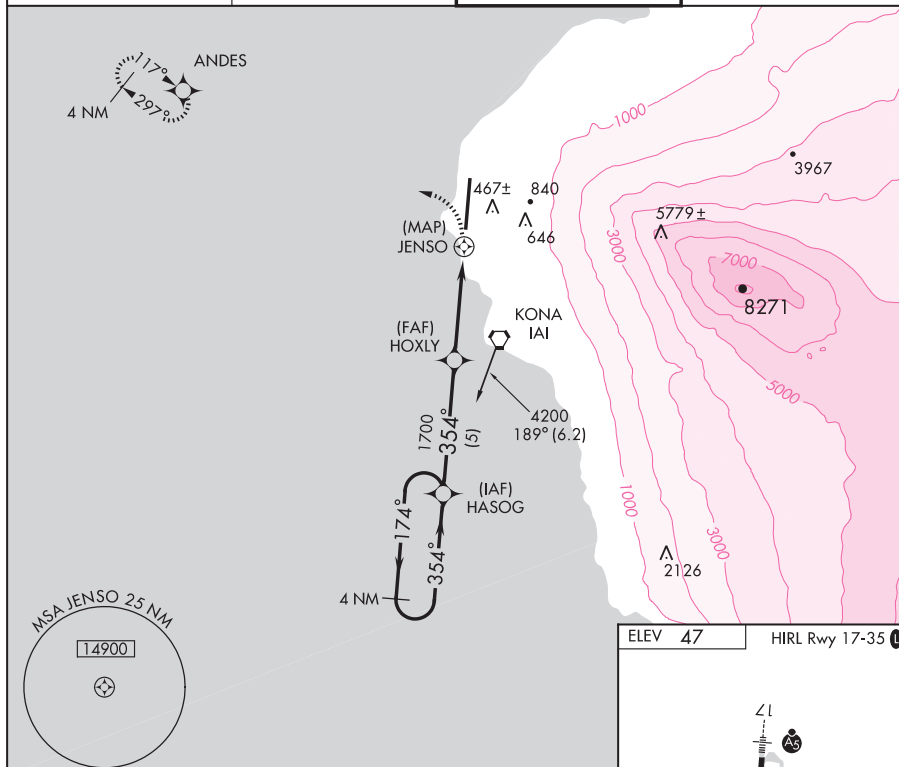 ANDES
117°
297°
4 NM
1000
3967
467±
840
646
5779±
3000
7000
8271
(MAP)
JENSO
KONA
IAI
(FAF)
HOXLY
5000
4200
189° (6.2)
1700
354°
(5)
(IAF)
HASOG
174°
354°
4 NM
1000
3000
2126
MSA JENSO 25 NM
14900
ELEV 47
HIRL Rwy 17-35 L
17
A5